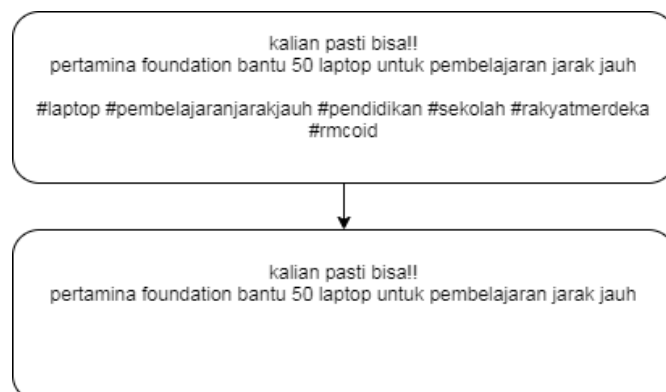 kalian pasti bisa!!
pertamina foundation bantu 50 laptop untuk pembelajaran jarak jauh
#laptop #pembelajaranjarakjauh #pendidikan #sekolah #rakyatmerdeka
#rmcoid
kalian pasti bisa!!
pertamina foundation bantu 50 laptop untuk pembelajaran jarak jauh